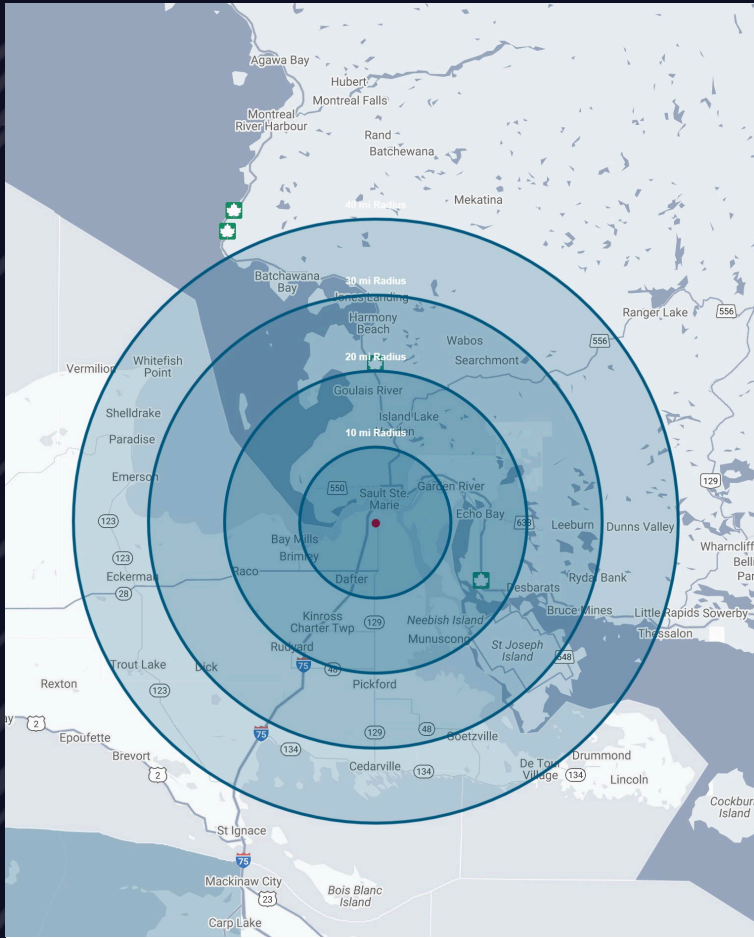 Agawa Bay
Hubert
Montreal Falls
Montreal
River Harbour
Rand
Batchewana
Mekatina
40 mi Radius
Batchawana
Bay
30 mi Radius
Jones Landing
Harmony
Beach
Ranger Lake
556
556
Wabos
Searchmont
20 mi Radius
Whitefish
Point
Vermilion
Goulais River
Shelldrake
Island Lake
10 mi Radius
Paradise
Emerson
550
Garden River
129
Sault Ste.
Marie
Echo Bay
638
Leeburn
Dunns Valley
123
Bay Mills
Brimley
123
Eckerman
28
Raco
Dafter
Desbarats
Rydal Bank
Bruce Mines
Little Rapids
Sowerby
Thessalon
Kinross
Charter Twp
129
Neebish Island
Munuscong
St Joseph
Island
548
Rudyard
75
48
Trout Lake
Dick
Pickford
Rexton
123
2
Epoufette
Brevort
2
75
134
129
48
Goetzville
Cedarville
134
De Tour
Village
134
Drummond
Lincoln
Cockburn
Island
St Ignace
75
Mackinaw City
23
Bois Blanc
Island
Carp Lake